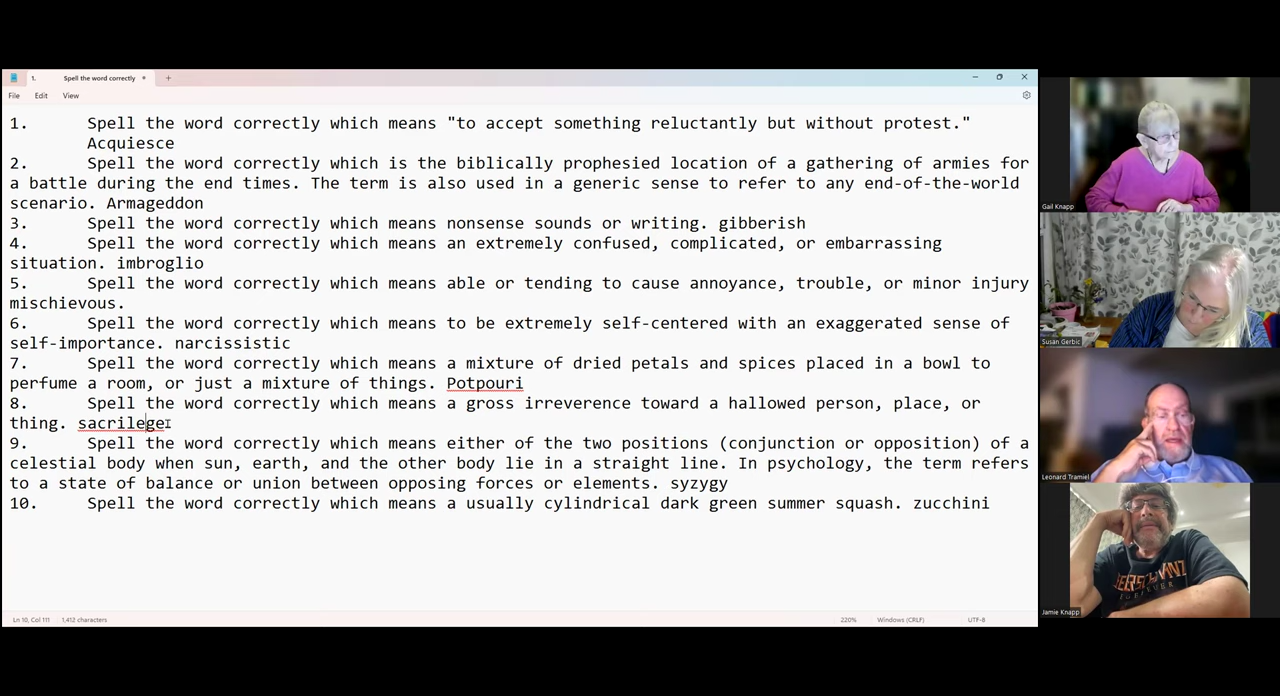 1.
Spell the word correctly
File
Edit
View
1. Spell the word correctly which means "to accept something reluctantly but without protest."
Acquiesce
2. Spell the word correctly which is the biblically prophesied location of a gathering of armies for
a battle during the end times. The term is also used in a generic sense to refer to any end-of-the-world
scenario. Armageddon
3. Spell the word correctly which means nonsense sounds or writing. gibberish
4. Spell the word correctly which means an extremely confused, complicated, or embarrassing
situation. imbroglio
5. Spell the word correctly which means able or tending to cause annoyance, trouble, or minor injury
mischievous.
6. Spell the word correctly which means to be extremely self-centered with an exaggerated sense of
self-importance. narcissistic
7. Spell the word correctly which means a mixture of dried petals and spices placed in a bowl to
perfume a room, or just a mixture of things. Potpouri
8. Spell the word correctly which means a gross irreverence toward a hallowed person, place, or
thing. sacrilege
9. Spell the word correctly which means either of the two positions (conjunction or opposition) of a
celestial body when sun, earth, and the other body lie in a straight line. In psychology, the term refers
to a state of balance or union between opposing forces or elements. syzygy
10. Spell the word correctly which means a usually cylindrical dark green summer squash. zucchini
Ln 10, Col 111
1,412 characters
220%
Windows (CRLF)
UTF-8
Gail Knapp
Susan Gerbic
Leonard Tramiel
Jamie Knapp